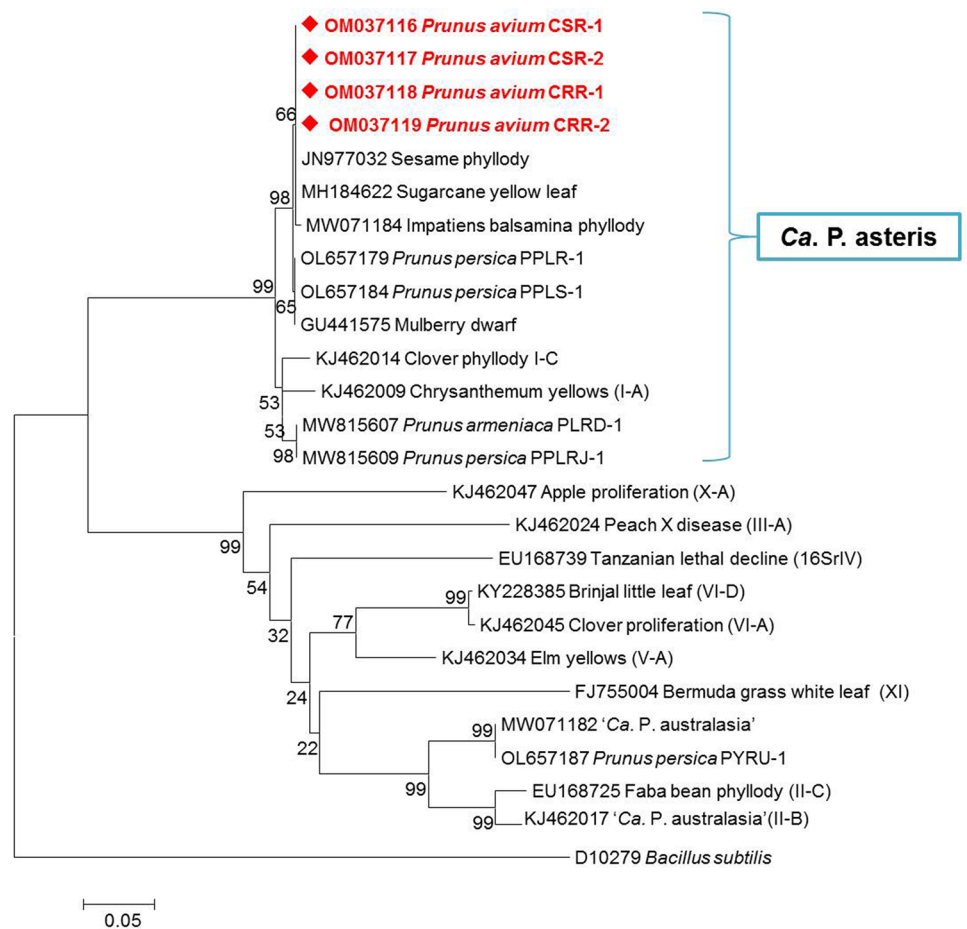 OM037116 Prunus avium CSR-1
OM037117 Prunus avium CSR-2
OM037118 Prunus avium CRR-1
66
OM037119 Prunus avium CRR-2
JN977032 Sesame phyllody
98
MH184622 Sugarcane yellow leaf
MW071184 Impatiens balsamina phyllody
Ca. P. asteris
OL657179 Prunus persica PPLR-1
99
OL657184 Prunus persica PPLS-1
65
GU441575 Mulberry dwarf
KJ462014 Clover phyllody I-C
KJ462009 Chrysanthemum yellows (I-A)
53
MW815607 Prunus armeniaca PLRD-1
53
98
MW815609 Prunus persica PPLRJ-1
KJ462047 Apple proliferation (X-A)
KJ462024 Peach X disease (III-A)
99
EU168739 Tanzanian lethal decline (16SrIV)
54
99
KY228385 Brinjal little leaf (VI-D)
77
KJ462045 Clover proliferation (VI-A)
32
KJ462034 Elm yellows (V-A)
24
FJ755004 Bermuda grass white leaf (XI)
99
MW071182 ‘Ca. P. australasia’
22
OL657187 Prunus persica PYRU-1
99
EU168725 Faba bean phyllody (II-C)
99
KJ462017 ‘Ca. P. australasia’(II-B)
D10279 Bacillus subtilis
0.05